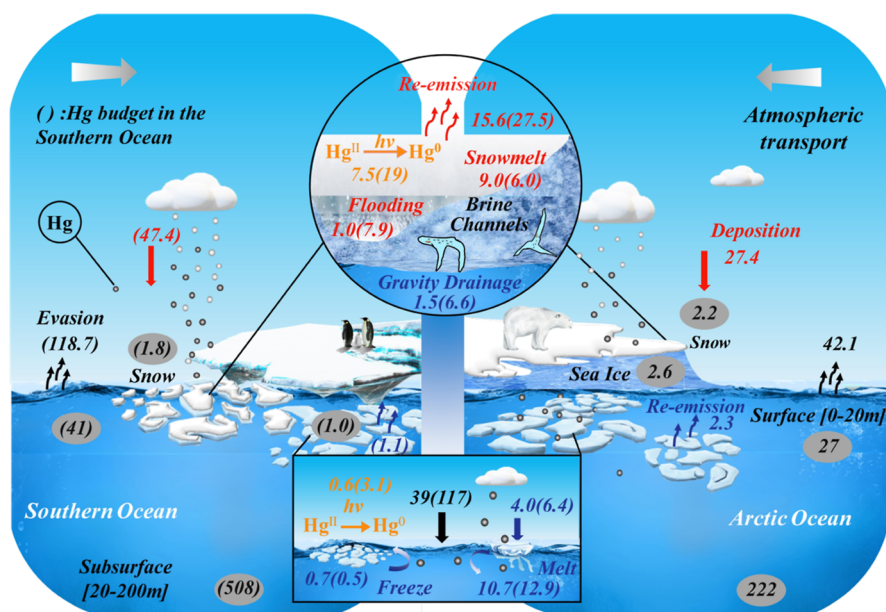 ( ) :Hg budget in the
Southern Ocean
Atmospheric
transport
Re-emission
15.6(27.5)
hν
Hg^II → Hg^0
7.5(19)
Snowmelt
9.0(6.0)
Flooding
1.0(7.9)
Brine
Channels
Gravity Drainage
1.5(6.6)
Hg
(47.4)
Deposition
27.4
Evasion
(118.7)
(1.8)
Snow
2.2
Snow
42.1
Sea Ice
2.6
(41)
(1.0)
(1.1)
Re-emission
2.3
Surface [0-20m]
27
Southern Ocean
Arctic Ocean
0.6(3.1)
hν
Hg^II → Hg^0
39(117)
4.0(6.4)
0.7(0.5)
Freeze
Melt
10.7(12.9)
Subsurface
[20-200m]
(508)
222